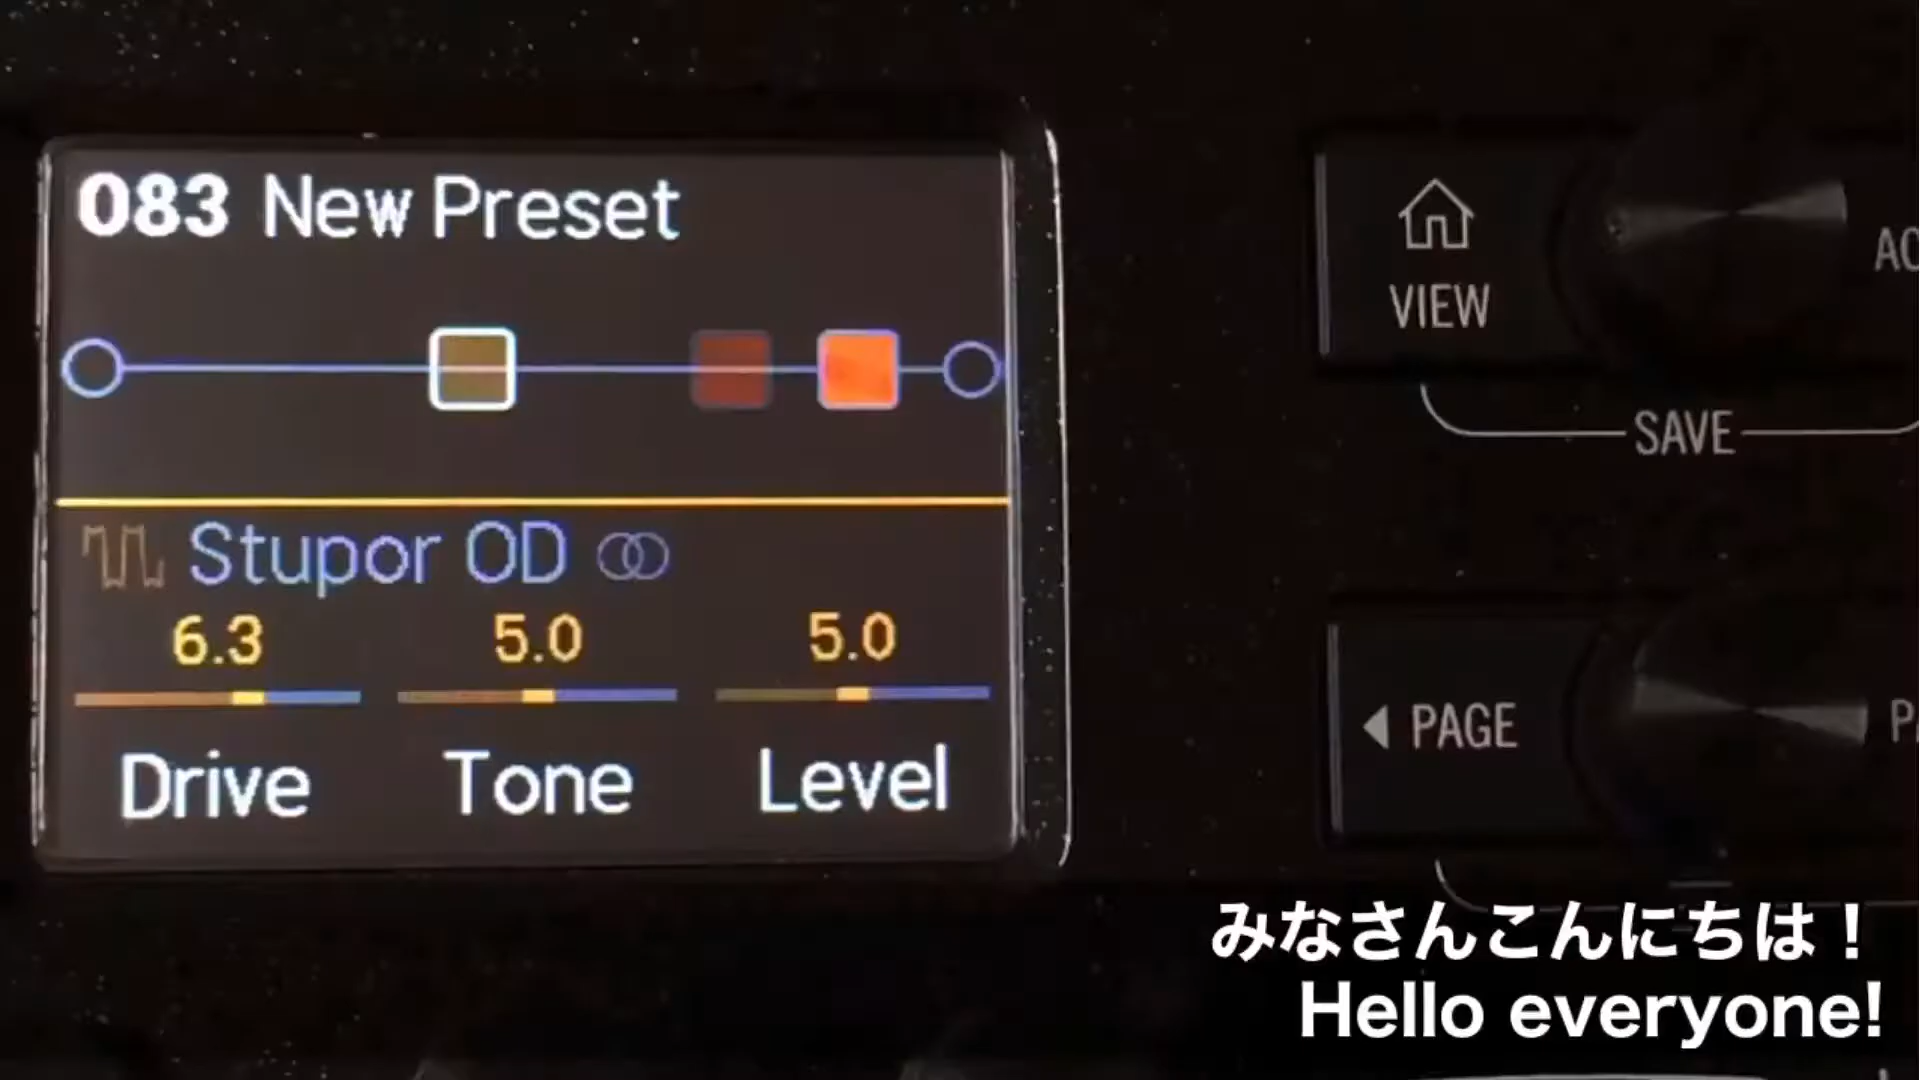 083 New Preset
Stupor OD
6.3 5.0 5.0
Drive Tone Level
VIEW
SAVE
◀ PAGE
みなさんこんにちは！
Hello everyone!